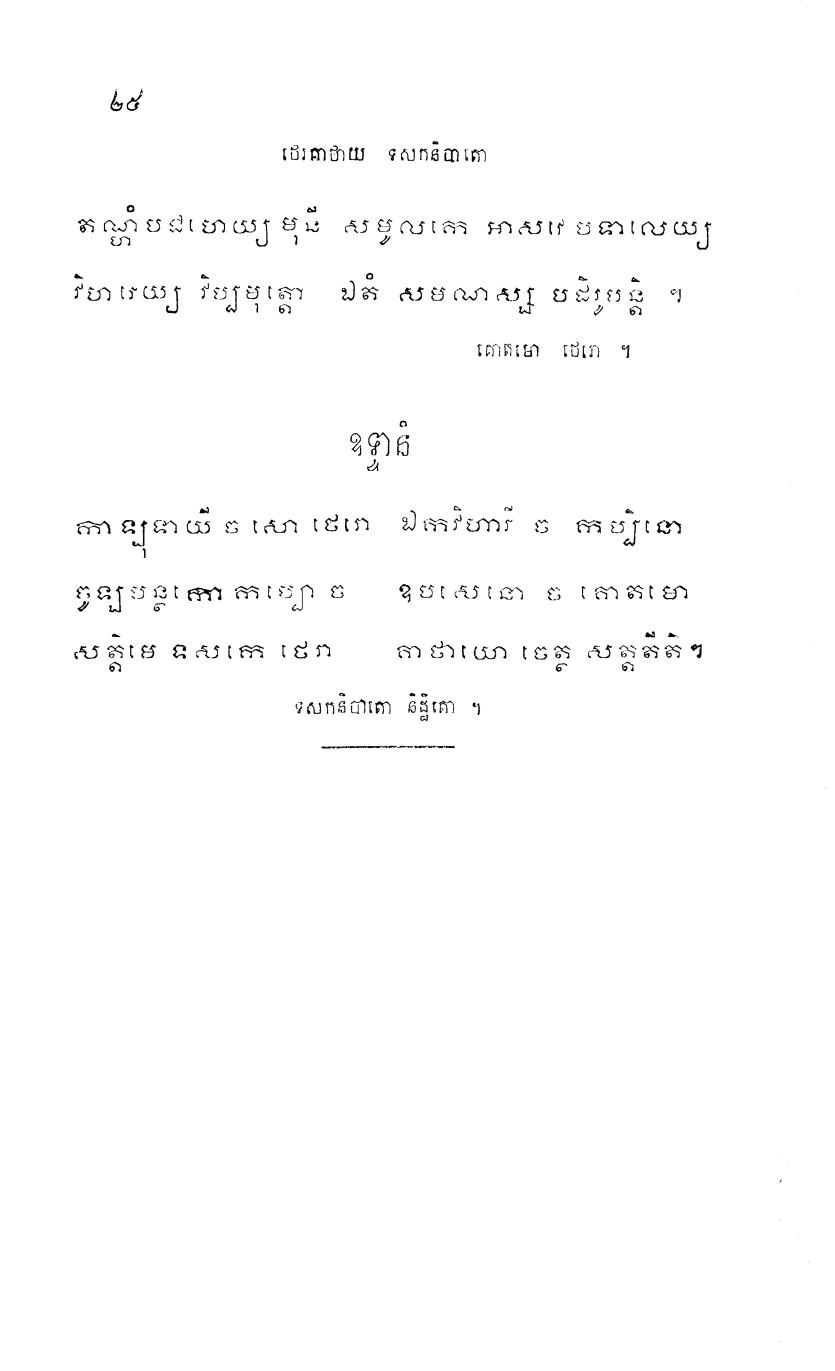 ២៥
ថេរគាថាយ ទសកនិបាតោ
តណ្ហំ បជហេយ្យ មុនិ សមូលកេ អាសវេ បទាលេយ្យ
វិហរេយ្យ វិប្បមុត្តោ ឯតំ សមណស្ស បដិរូបន្តិ ។
គោតមោ ថេរោ ។
ឧទ្ទានំ
កាឡុទាយី ច សោ ថេរោ ឯកវិហារី ច កប្បិនោ
ចូឡបន្ថកោ កប្បោ ច ឧបសេនោ ច គោតមោ
សត្តិមេ ទសកេ ថេរា គាថាយោ ចេត្ថ សត្តតីតិ ។
ទសកនិបាតោ និដ្ឋិតោ ។